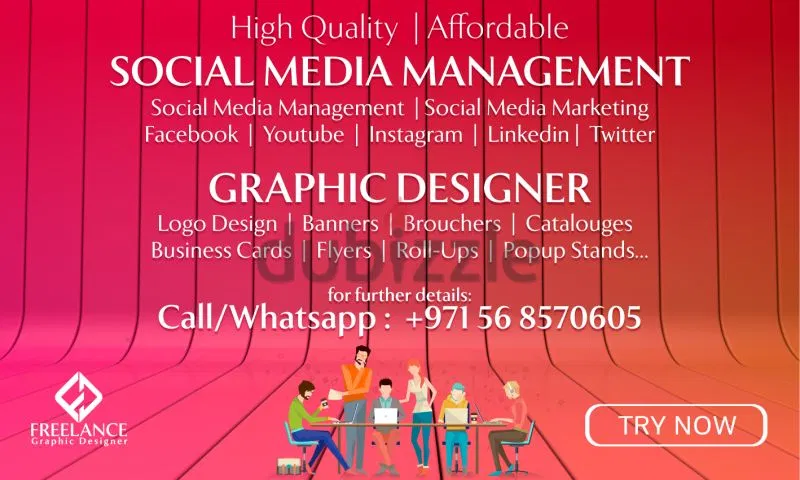 High Quality | Affordable
SOCIAL MEDIA MANAGEMENT
Social Media Management | Social Media Marketing
Facebook | Youtube | Instagram | Linkedin | Twitter
GRAPHIC DESIGNER
Logo Design | Banners | Brouchers | Catalouges
Business Cards | Flyers | Roll-Ups | Popup Stands...
dubizzle
for further details:
Call/Whatsapp : +971 56 8570605
FREELANCE
Graphic Designer
TRY NOW